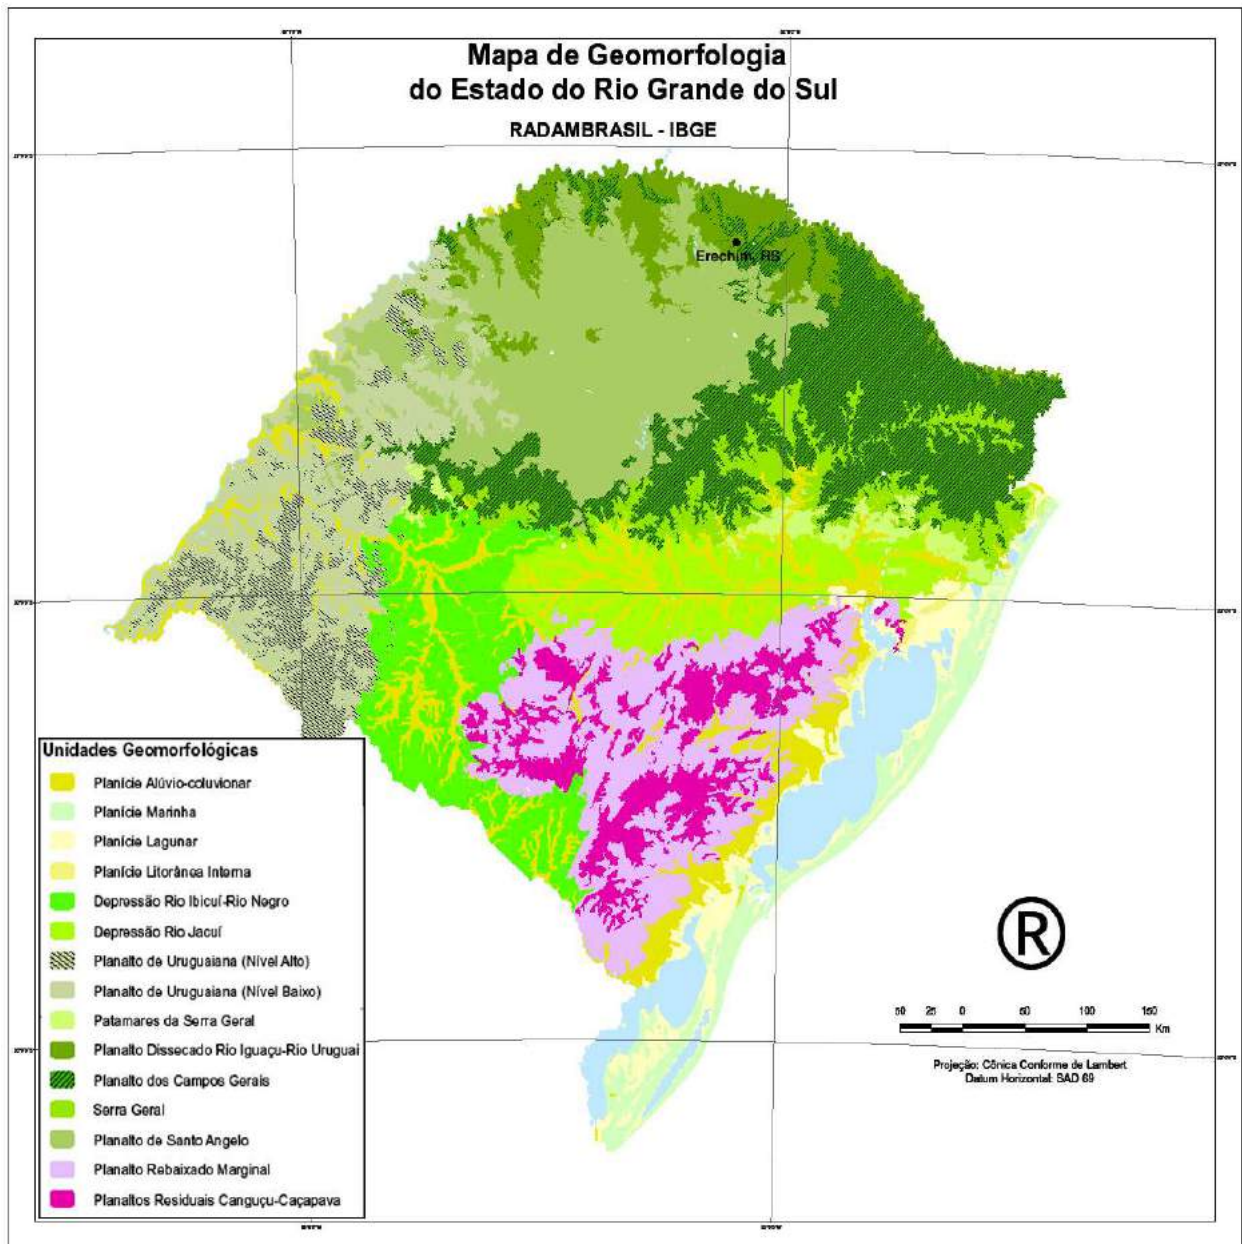 Mapa de Geomorfologia
do Estado do Rio Grande do Sul
RADAMBRASIL - IBGE
Erechim, RS
Unidades Geomorfológicas
Planície Alúvio-coluvionar
Planície Marinha
Planície Lagunar
Planície Litorânea Interna
Depressão Rio Ibicuí-Rio Negro
Depressão Rio Jacuí
Planalto de Uruguaiana (Nível Alto)
Planalto de Uruguaiana (Nível Baixo)
Patamares da Serra Geral
Planalto Dissecado Rio Iguaçu-Rio Uruguai
Planalto dos Campos Gerais
Serra Geral
Planalto de Santo Angelo
Planalto Rebaixado Marginal
Planaltos Residuais Canguçu-Caçapava
®
50 25 0 50 100 150
Km
Projeção: Cônica Conforme de Lambert
Datum Horizontal: SAD 69